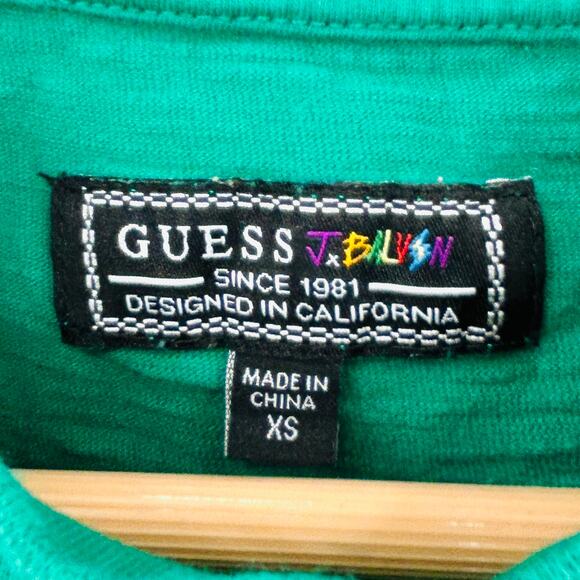 GUESS J x BALVIN
SINCE 1981
DESIGNED IN CALIFORNIA
MADE IN
CHINA
XS